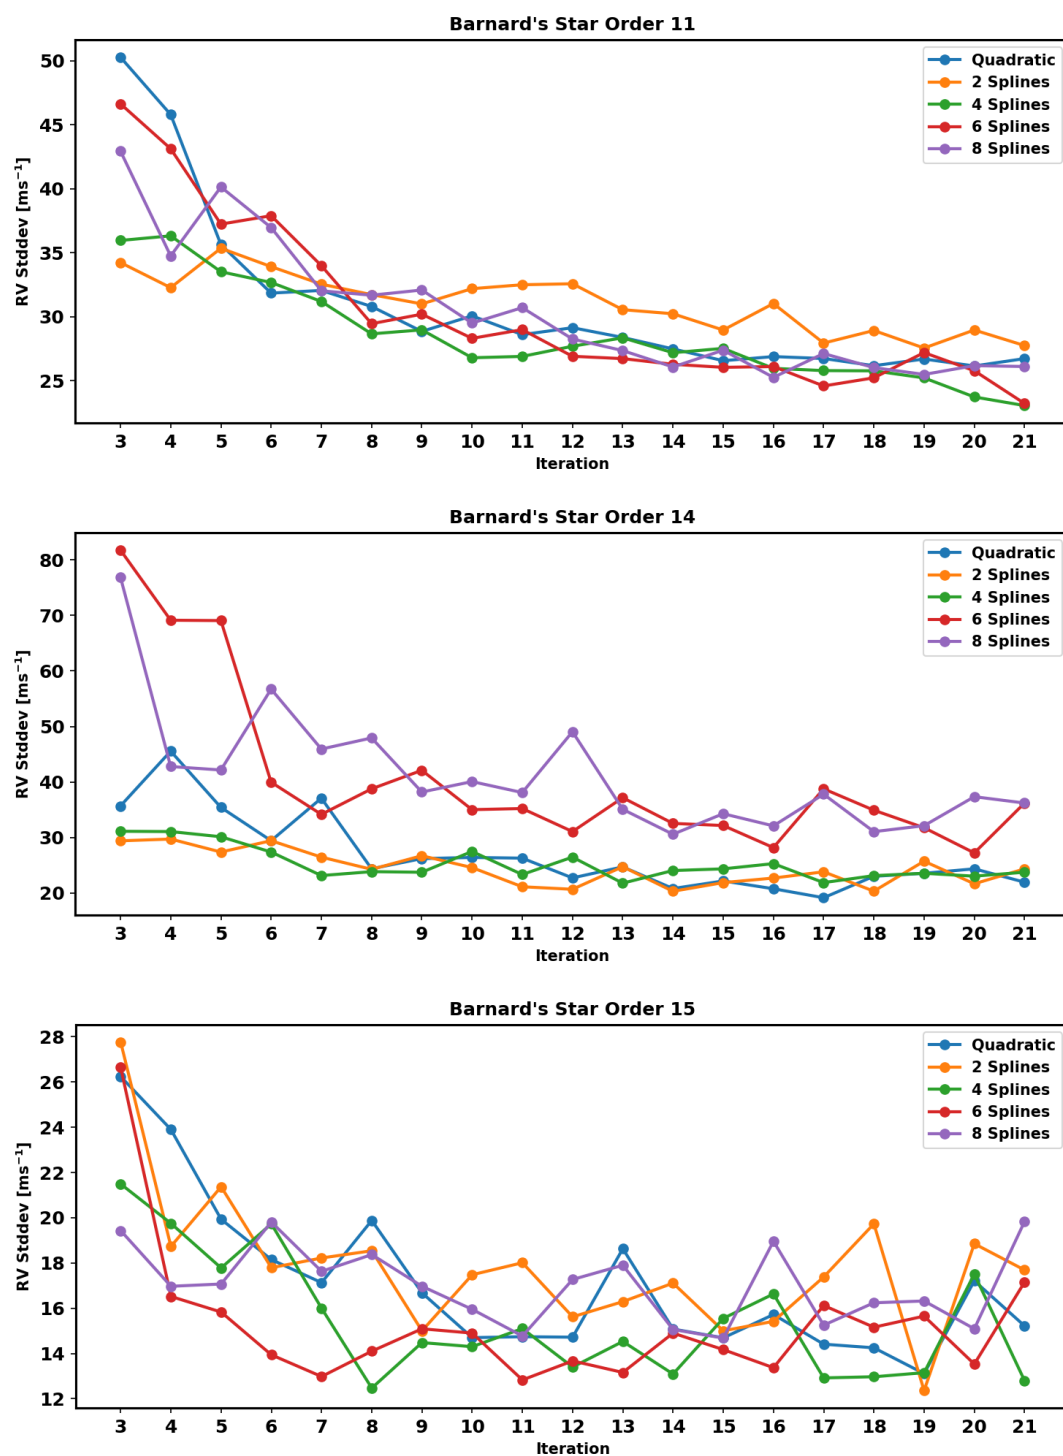 Barnard's Star Order 11
RV Stddev [ms⁻¹]
50
45
40
35
30
25
Quadratic
2 Splines
4 Splines
6 Splines
8 Splines
3 4 5 6 7 8 9 10 11 12 13 14 15 16 17 18 19 20 21
Iteration
Barnard's Star Order 14
RV Stddev [ms⁻¹]
80
70
60
50
40
30
20
Quadratic
2 Splines
4 Splines
6 Splines
8 Splines
3 4 5 6 7 8 9 10 11 12 13 14 15 16 17 18 19 20 21
Iteration
Barnard's Star Order 15
RV Stddev [ms⁻¹]
28
26
24
22
20
18
16
14
12
Quadratic
2 Splines
4 Splines
6 Splines
8 Splines
3 4 5 6 7 8 9 10 11 12 13 14 15 16 17 18 19 20 21
Iteration